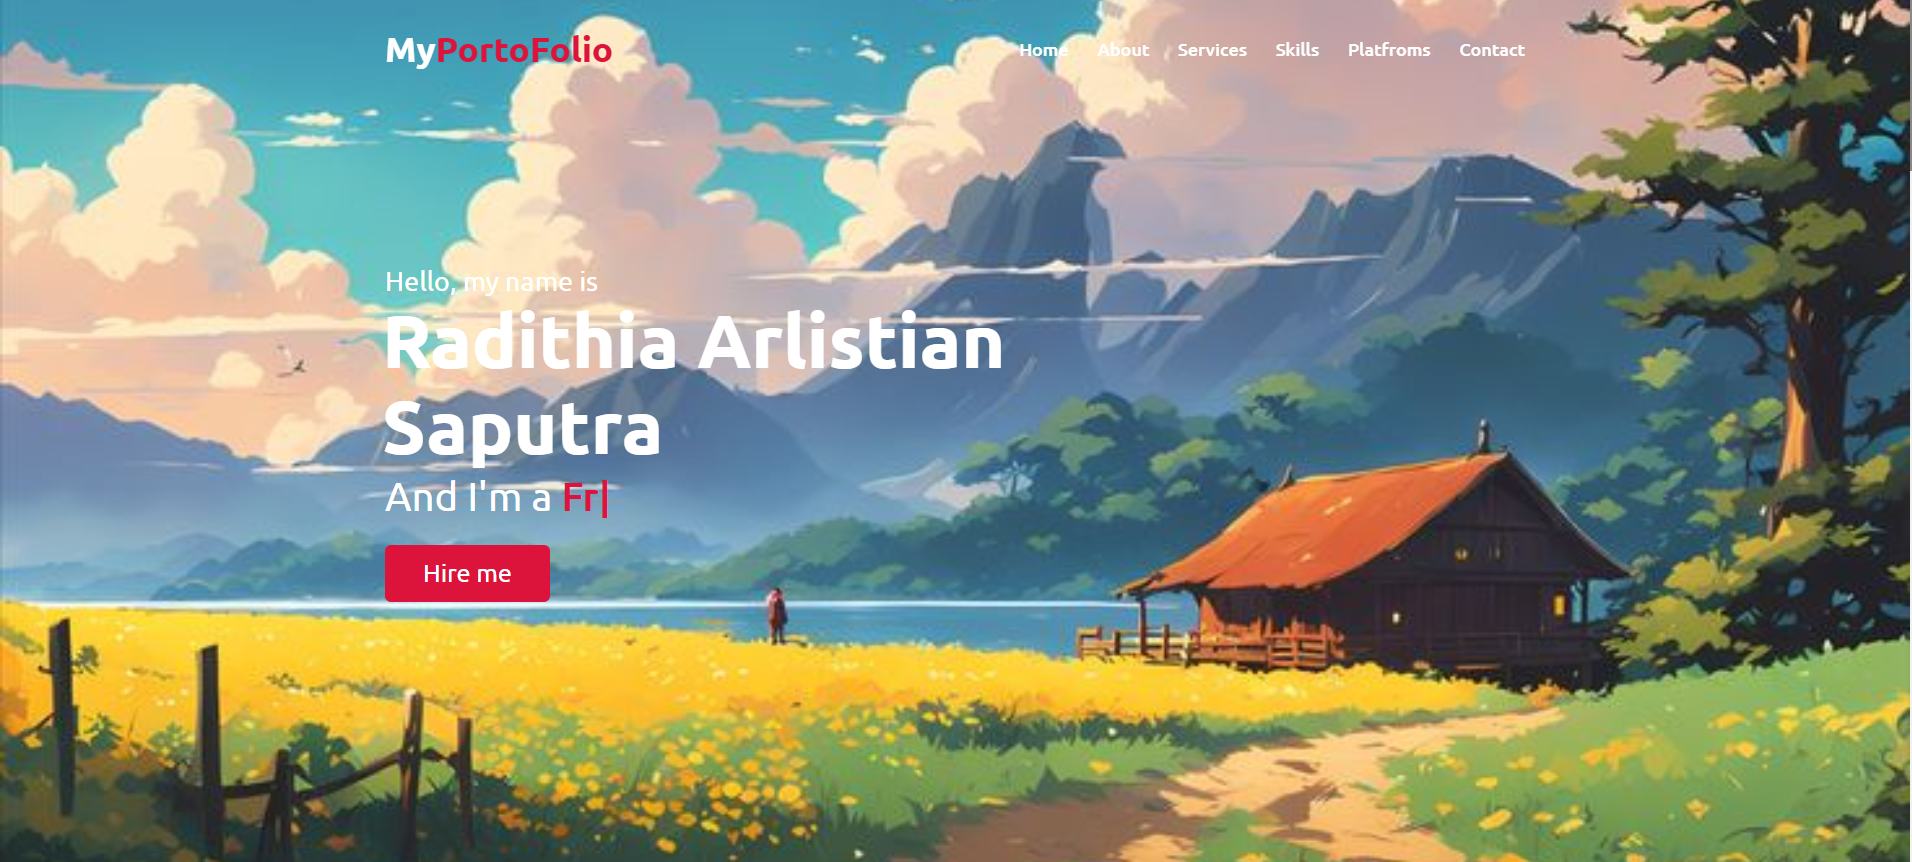 MyPortoFolio
Home About Services Skills Platfroms Contact
Hello, my name is
Radithia Arlistian
Saputra
And I'm a Fr|
Hire me